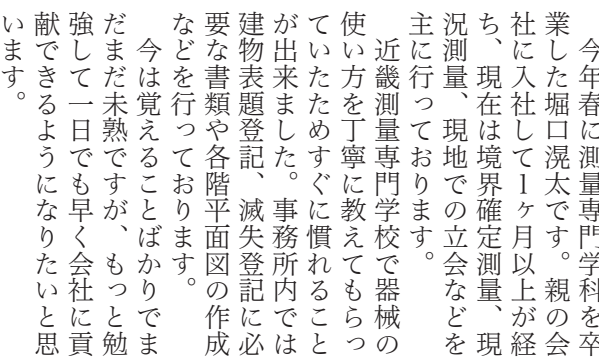 今年春に測量専門学科を卒
業した堀口滉太です。親の会
社に入社して1ヶ月以上が経
ち、現在は境界確定測量、現
況測量、現地での立会などを
主に行っております。
近畿測量専門学校で器械の
使い方を丁寧に教えてもらっ
ていたためすぐに慣れること
が出来ました。事務所内では
建物表題登記、滅失登記に必
要な書類や各階平面図の作成
などを行っております。
今は覚えることばかりでま
だまだ未熟ですが、もっと勉
強して一日でも早く会社に貢
献できるようになりたいと思
います。